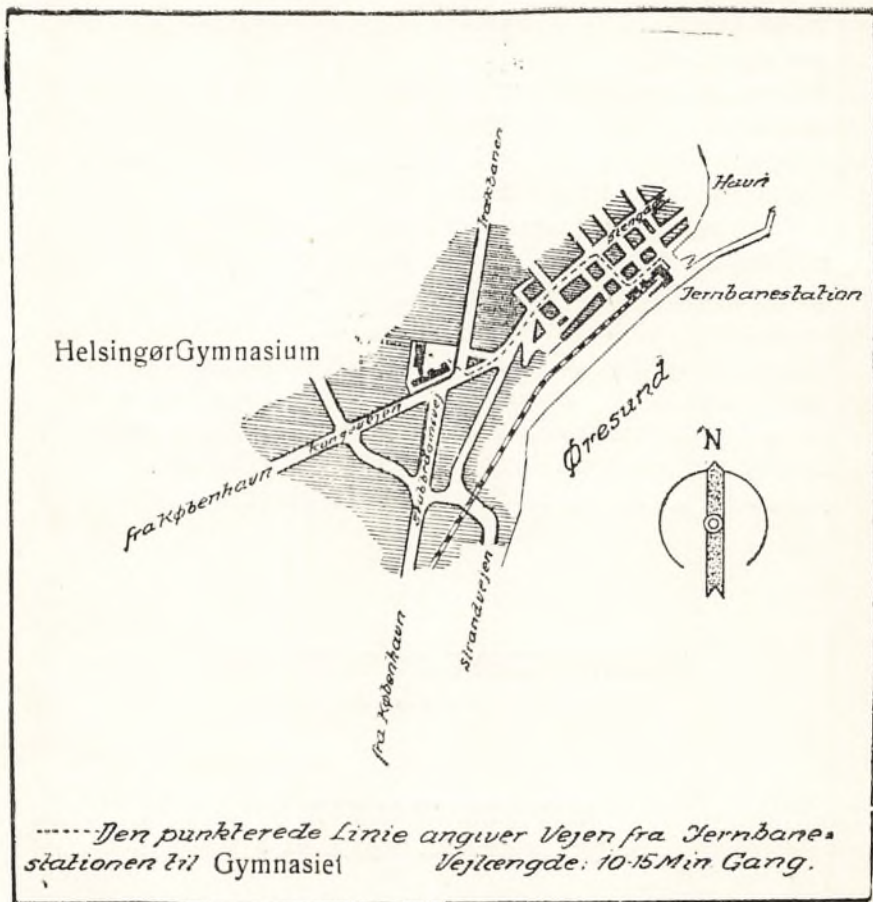 Havn
Stengade
Jernbanestation
HelsingørGymnasium
Øresund
N
Kongevejen
fra København
fra København
Strandvejen
------Den punkterede Linie angiver Vejen fra Jernbane=
stationen til Gymnasiet Vejlængde: 10-15 Min Gang.